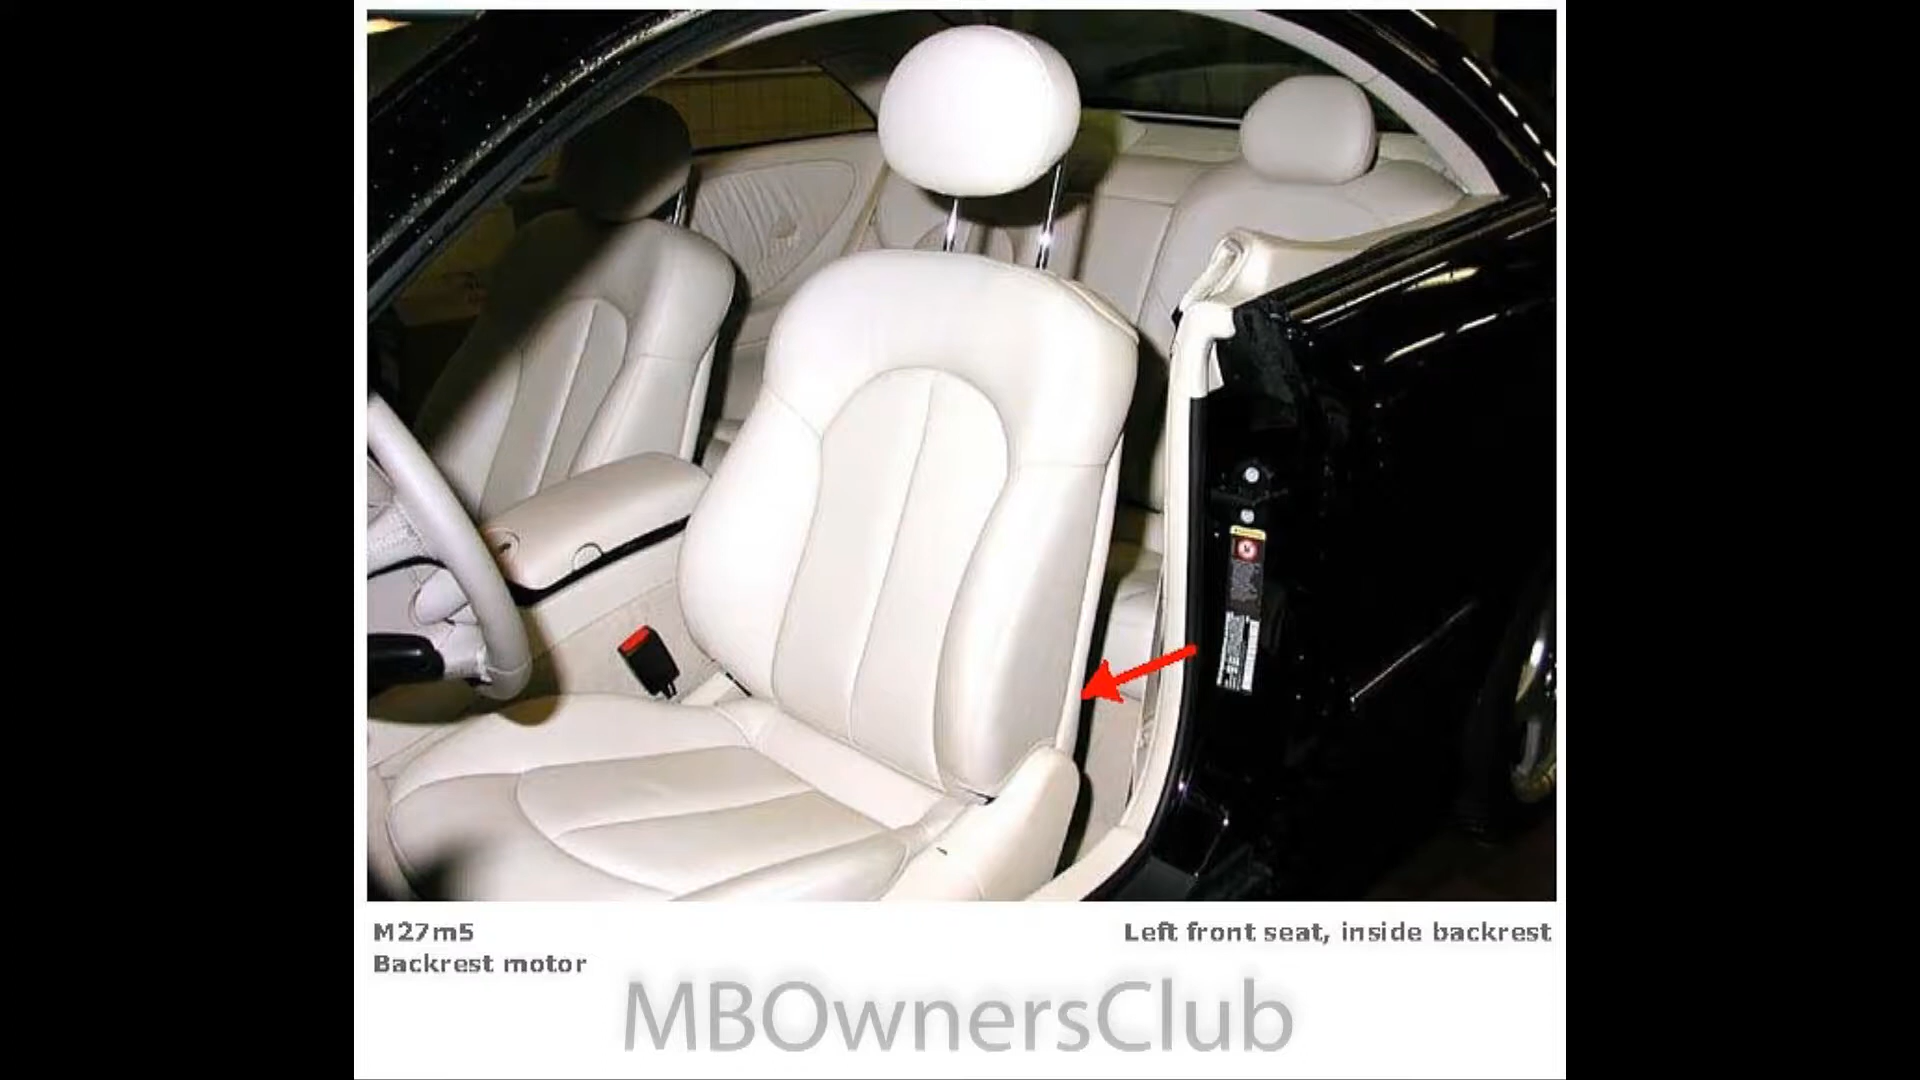 M27m5
Backrest motor
Left front seat, inside backrest
MBOwnersClub